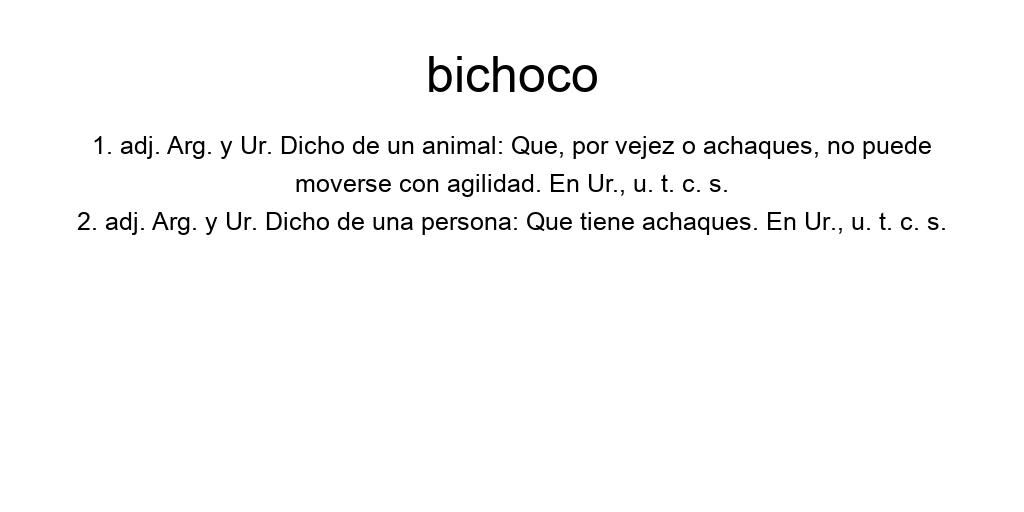 bichoco
1. adj. Arg. y Ur. Dicho de un animal: Que, por vejez o achaques, no puede
moverse con agilidad. En Ur., u. t. c. s.
2. adj. Arg. y Ur. Dicho de una persona: Que tiene achaques. En Ur., u. t. c. s.